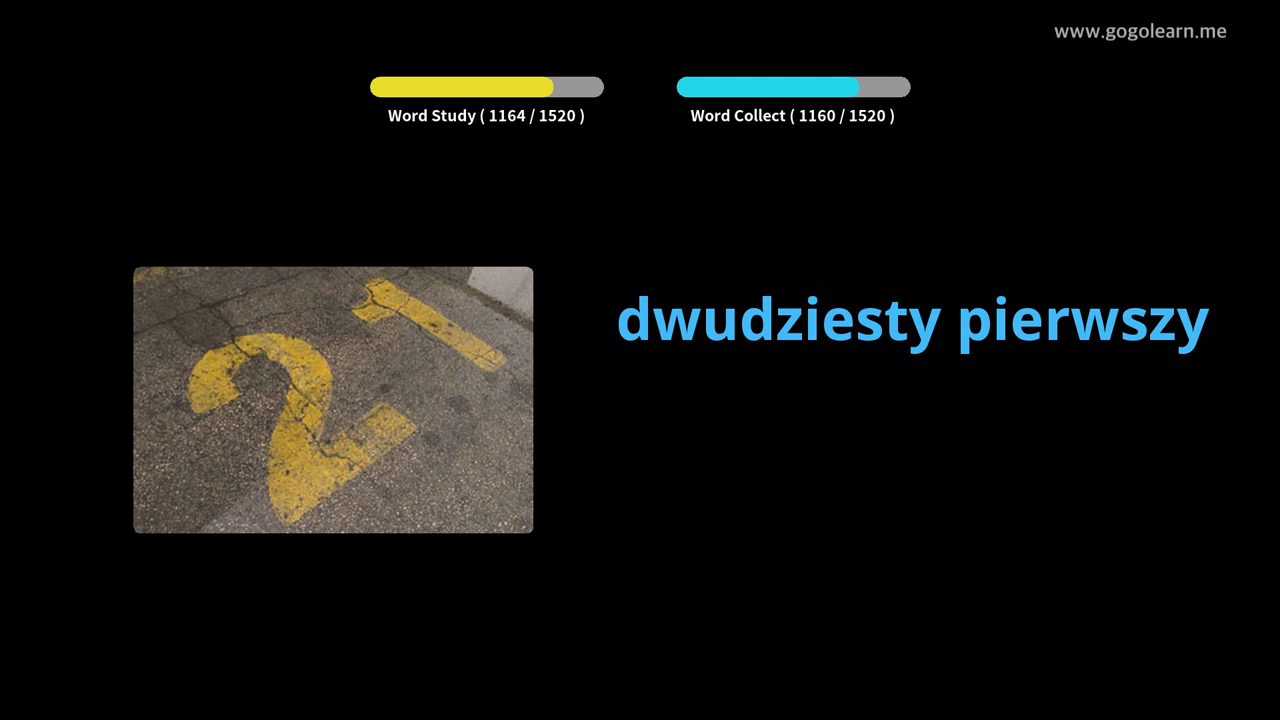 www.gogolearn.me
Word Study ( 1164 / 1520 )
Word Collect ( 1160 / 1520 )
dwudziesty pierwszy
21